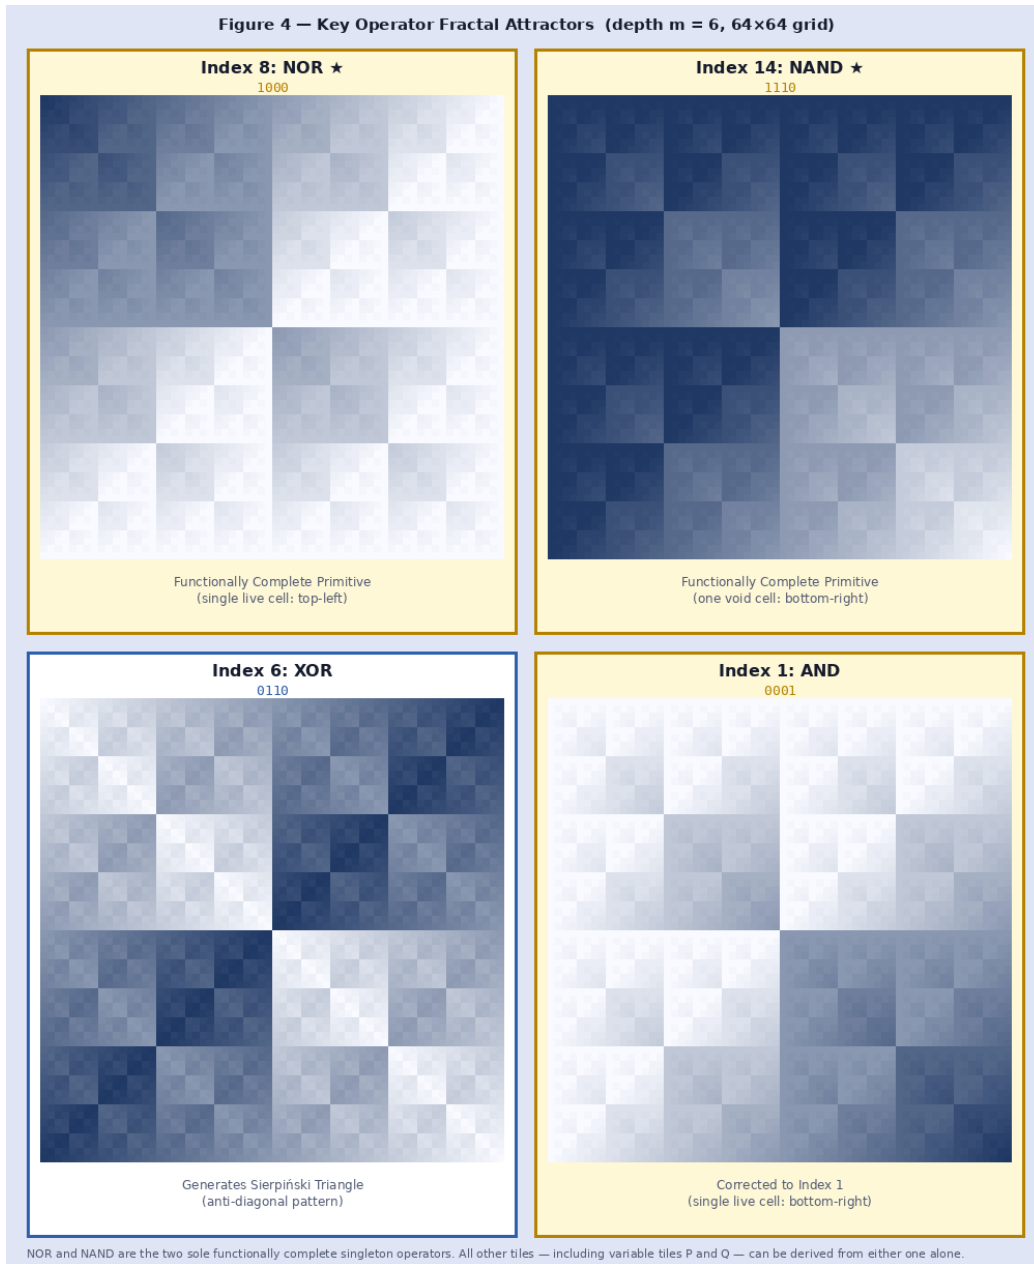 Figure 4 — Key Operator Fractal Attractors (depth m = 6, 64×64 grid)
Index 8: NOR ★
1000
Functionally Complete Primitive
(single live cell: top-left)
Index 14: NAND ★
1110
Functionally Complete Primitive
(one void cell: bottom-right)
Index 6: XOR
0110
Generates Sierpiński Triangle
(anti-diagonal pattern)
Index 1: AND
0001
Corrected to Index 1
(single live cell: bottom-right)
NOR and NAND are the two sole functionally complete singleton operators. All other tiles — including variable tiles P and Q — can be derived from either one alone.